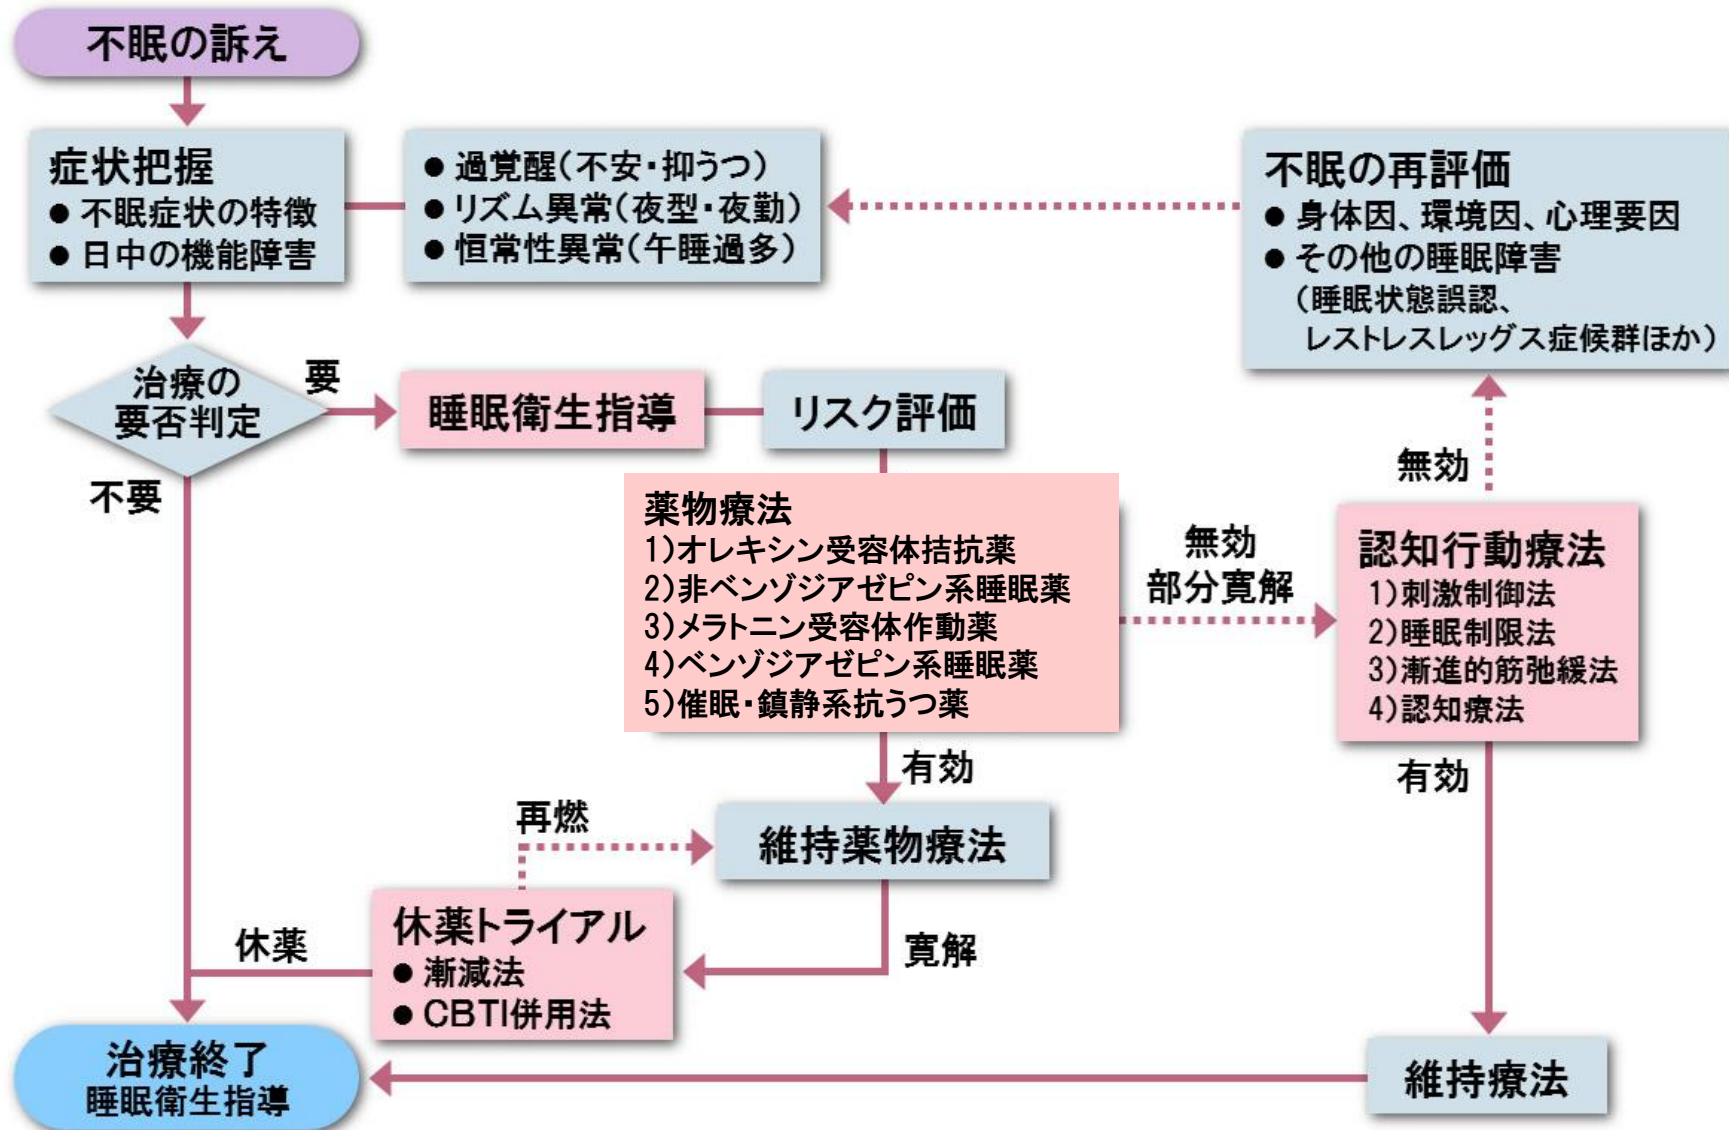 不眠の訴え
症状把握
● 不眠症状の特徴
● 日中の機能障害
● 過覚醒(不安・抑うつ)
● リズム異常(夜型・夜勤)
● 恒常性異常(午睡過多)
不眠の再評価
● 身体因、環境因、心理要因
● その他の睡眠障害
(睡眠状態誤認、
レストレスレッグス症候群ほか)
治療の
要否判定
要
不要
睡眠衛生指導
リスク評価
薬物療法
1)オレキシン受容体拮抗薬
2)非ベンゾジアゼピン系睡眠薬
3)メラトニン受容体作動薬
4)ベンゾジアゼピン系睡眠薬
5)催眠・鎮静系抗うつ薬
無効
部分寛解
無効
認知行動療法
1)刺激制御法
2)睡眠制限法
3)漸進的筋弛緩法
4)認知療法
有効
有効
再燃
維持薬物療法
休薬トライアル
● 漸減法
● CBTI併用法
休薬
寛解
治療終了
睡眠衛生指導
維持療法